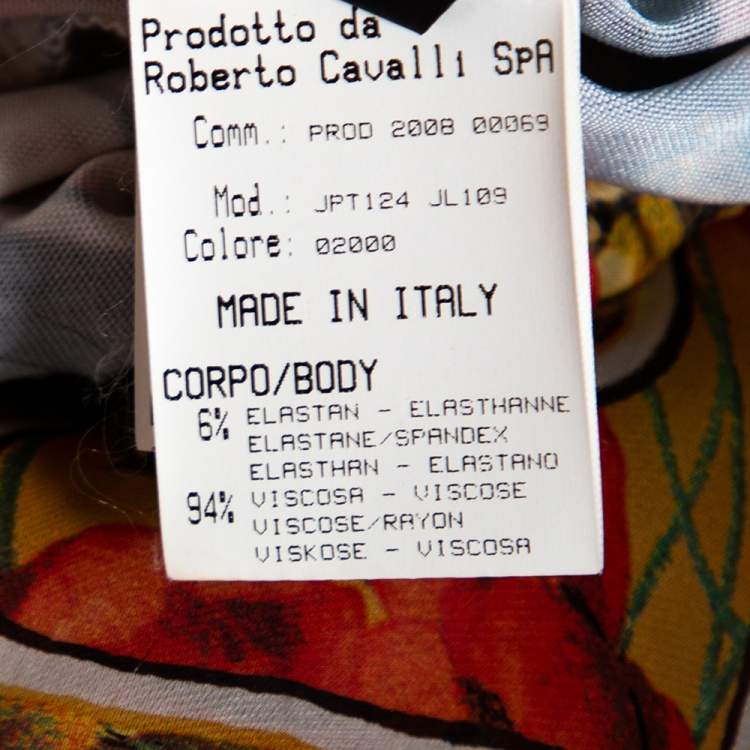 Prodotto da
Roberto Cavalli SpA
Comm.: PROD 2008 00069
Mod.: JPT124 JL109
Colore: 02000
MADE IN ITALY
CORPO/BODY
6% ELASTAN - ELASTHANNE
ELASTANE/SPANDEX
ELASTHAN - ELASTANO
94% VISCOSA - VISCOSE
VISCOSE/RAYON
VISKOSE - VISCOSA